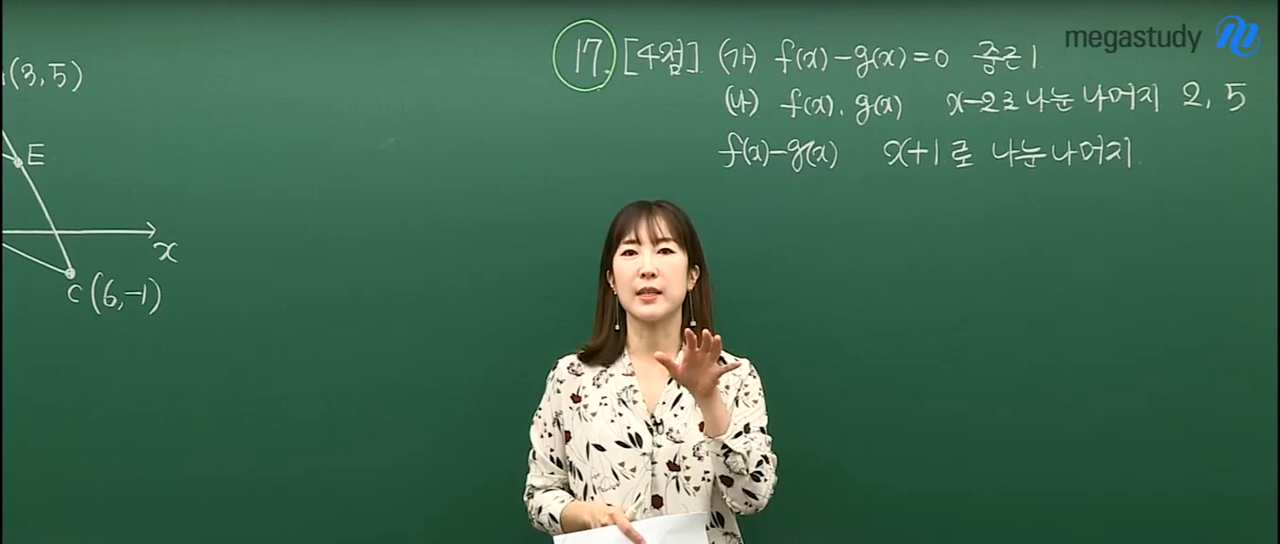 megastudy
17. [4점] (가) f(x)-g(x)=0 중근 1
(나) f(x), g(x) x-2로 나눈 나머지 2, 5
f(x)-g(x) x+1로 나눈 나머지
(3,5)
E
x
C(6,-1)